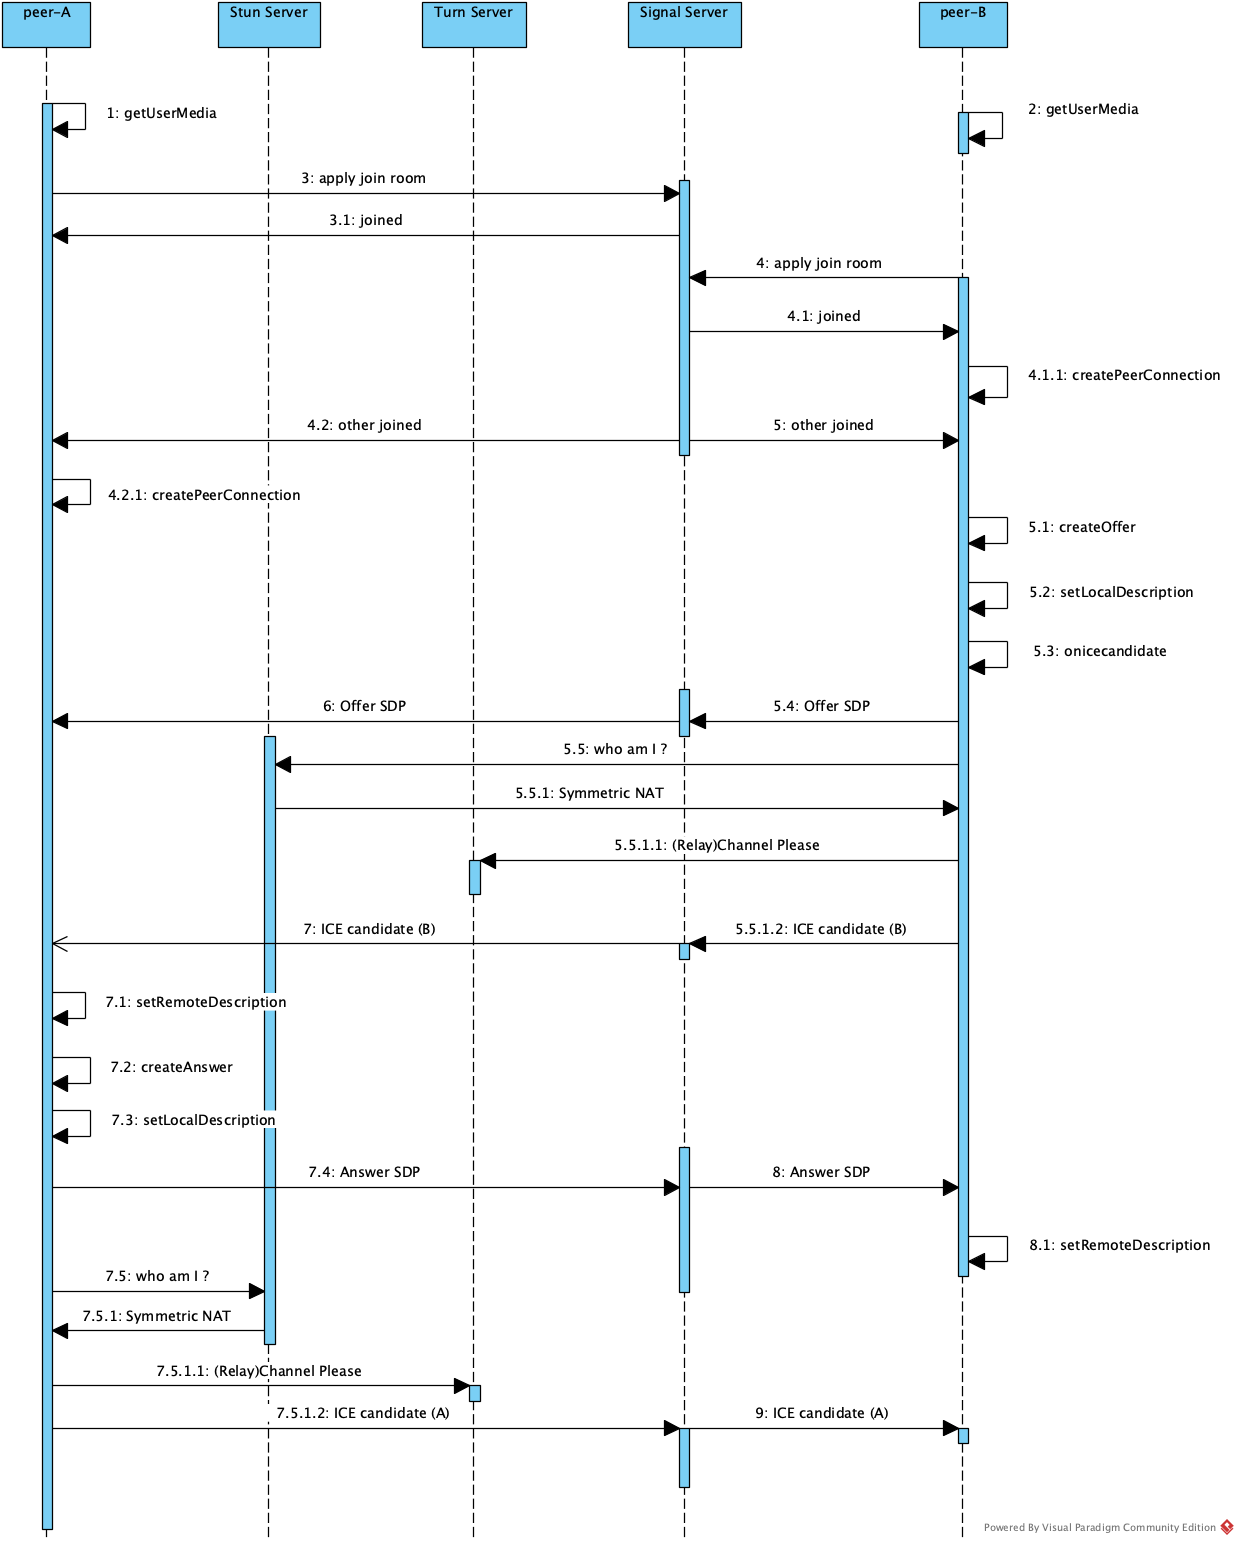 peer-A
Stun Server
Turn Server
Signal Server
peer-B
1: getUserMedia
2: getUserMedia
3: apply join room
3.1: joined
4: apply join room
4.1: joined
4.1.1: createPeerConnection
4.2: other joined
5: other joined
4.2.1: createPeerConnection
5.1: createOffer
5.2: setLocalDescription
5.3: onicecandidate
6: Offer SDP
5.4: Offer SDP
5.5: who am I ?
5.5.1: Symmetric NAT
5.5.1.1: (Relay)Channel Please
7: ICE candidate (B)
5.5.1.2: ICE candidate (B)
7.1: setRemoteDescription
7.2: createAnswer
7.3: setLocalDescription
7.4: Answer SDP
8: Answer SDP
8.1: setRemoteDescription
7.5: who am I ?
7.5.1: Symmetric NAT
7.5.1.1: (Relay)Channel Please
7.5.1.2: ICE candidate (A)
9: ICE candidate (A)
Powered By Visual Paradigm Community Edition